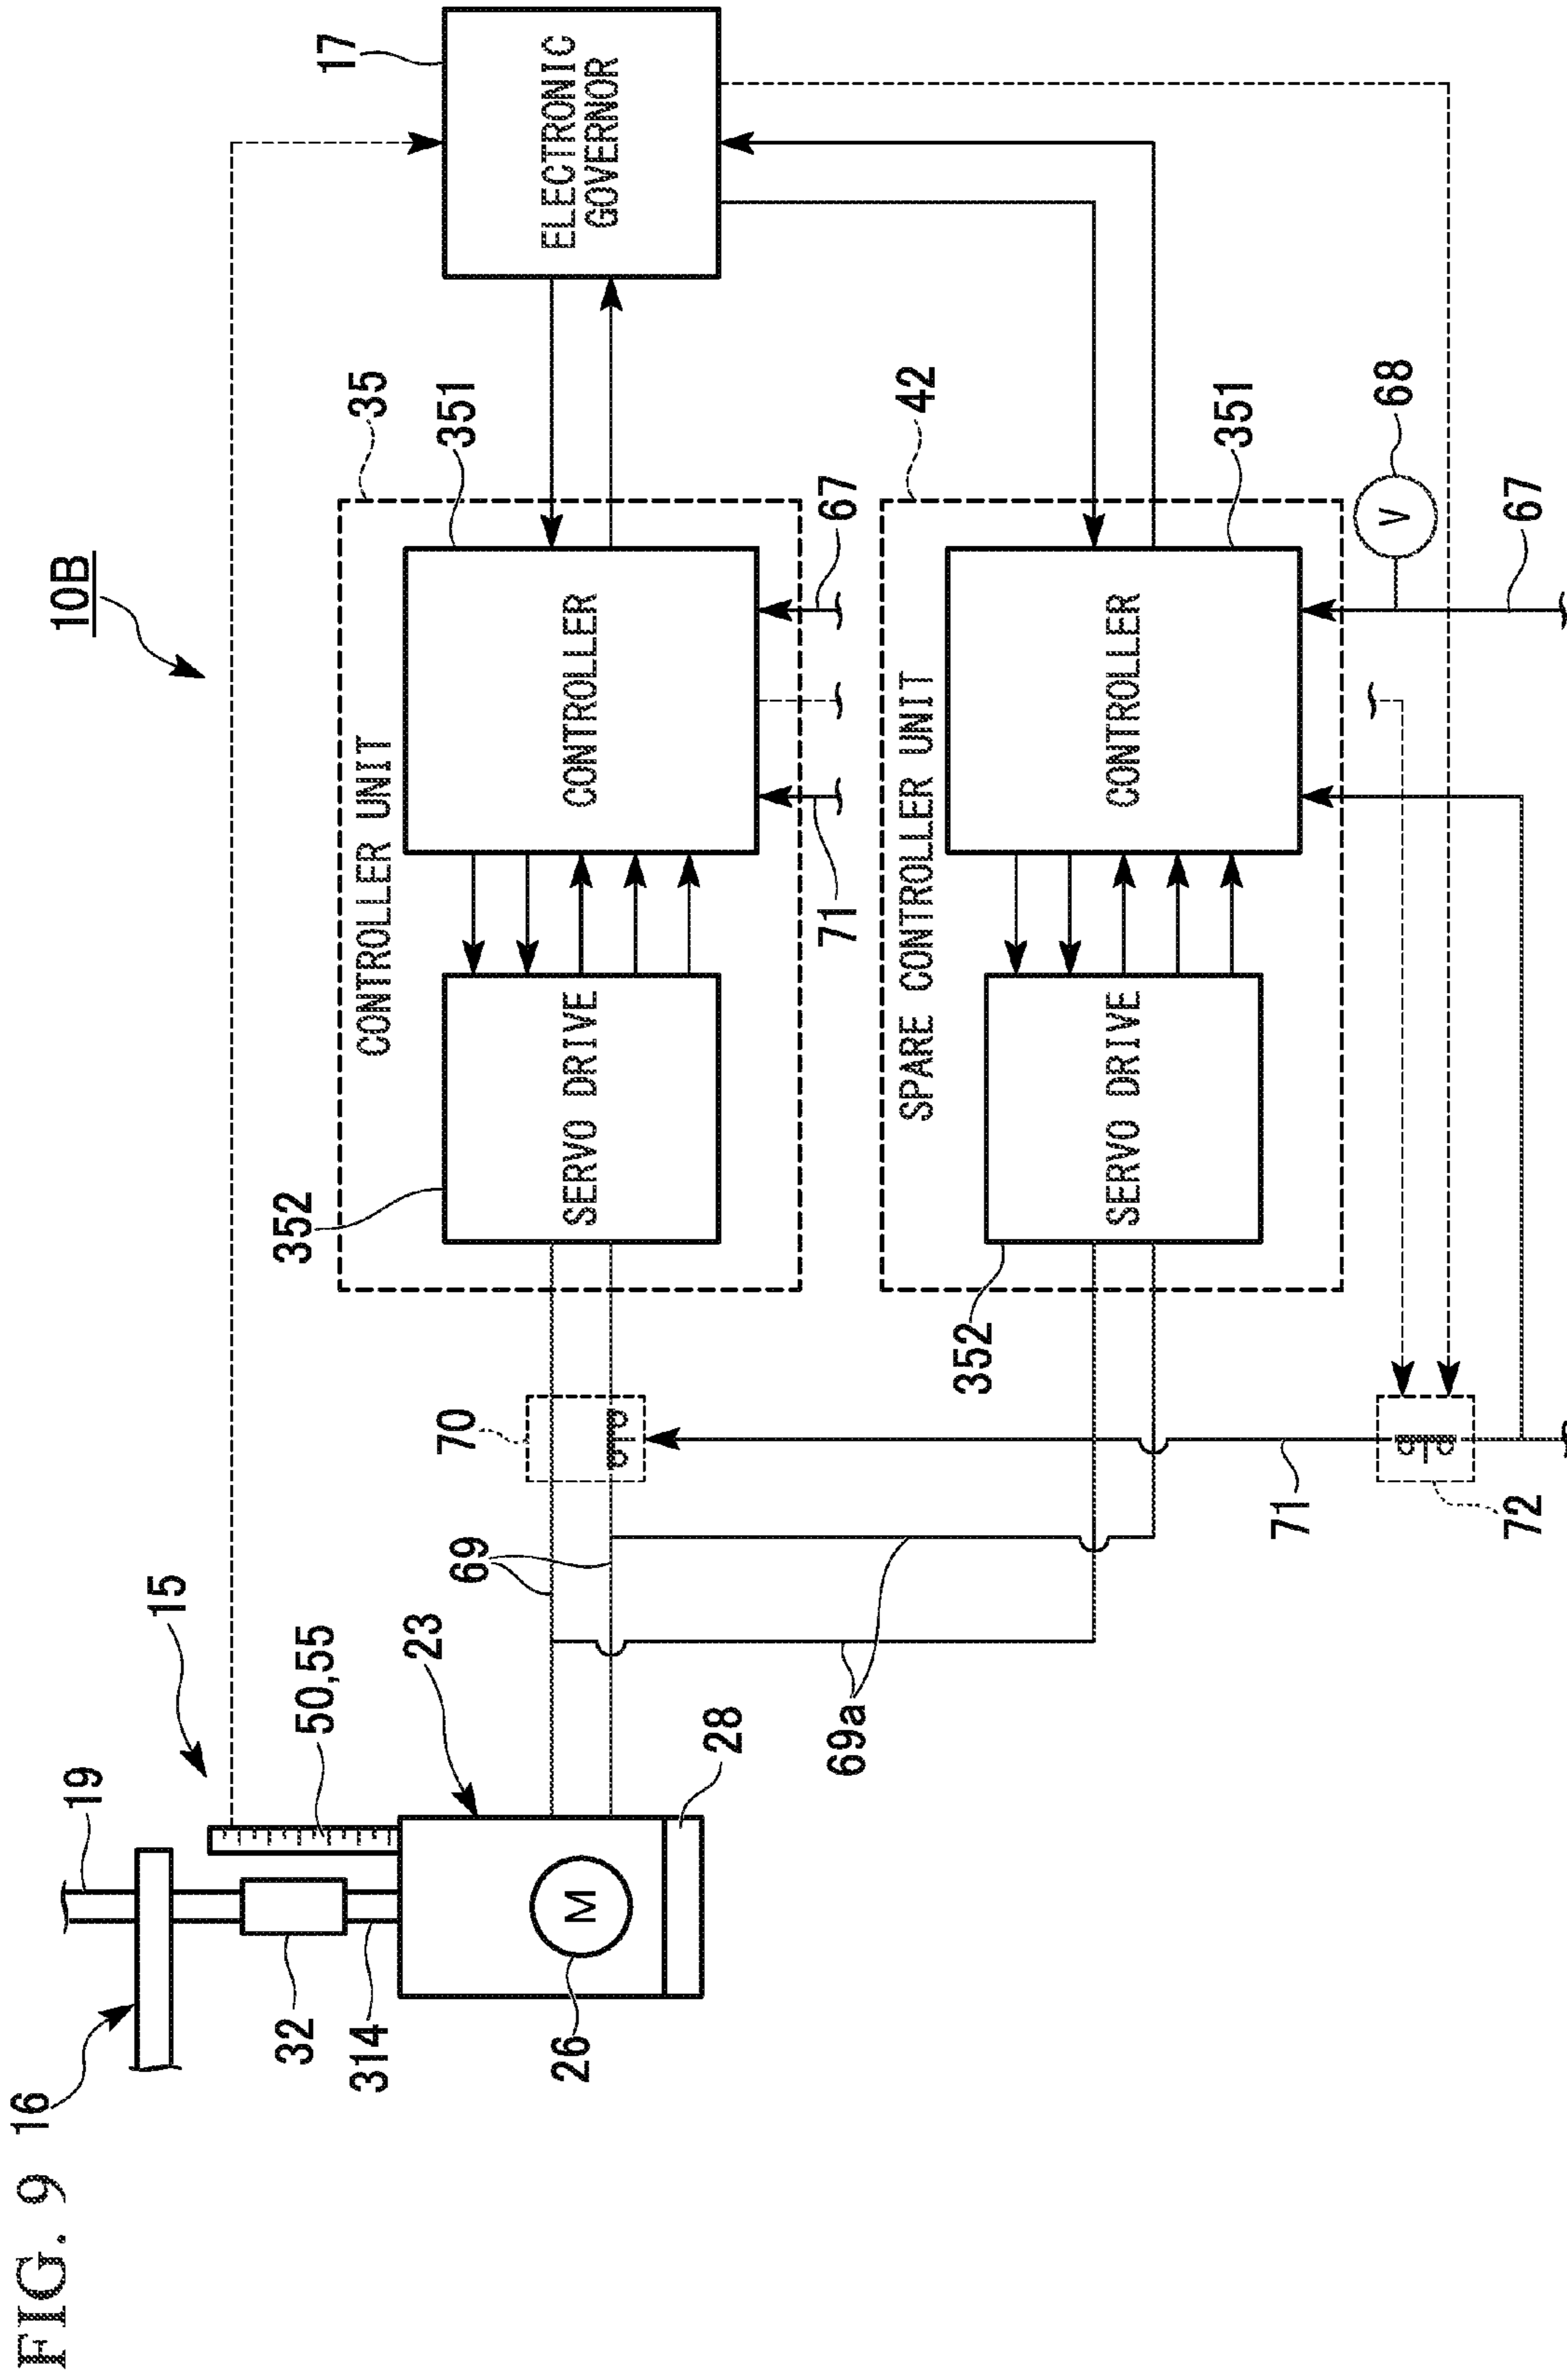 FIG. 9
10B
15
16
19
50,55
32
314
23
26
M
28
69
69a
70
352
35
CONTROLLER UNIT
SERVO DRIVE
CONTROLLER
351
67
71
17
ELECTRONIC
GOVERNOR
42
SPARE CONTROLLER UNIT
SERVO DRIVE
352
CONTROLLER
351
V
68
67
71
72